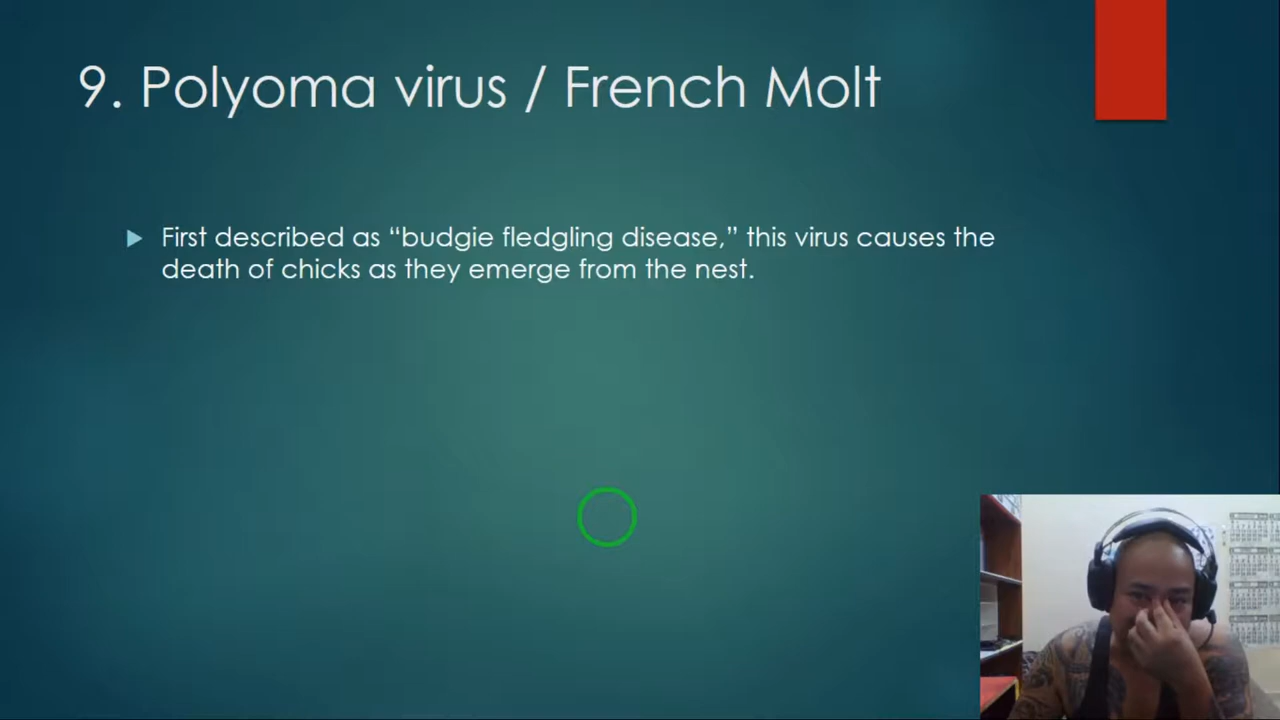 9. Polyoma virus / French Molt
First described as “budgie fledgling disease,” this virus causes the
death of chicks as they emerge from the nest.